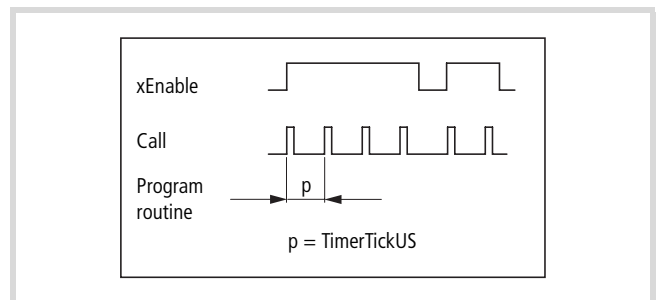 xEnable
Call
Program
routine
p
p = TimerTickUS